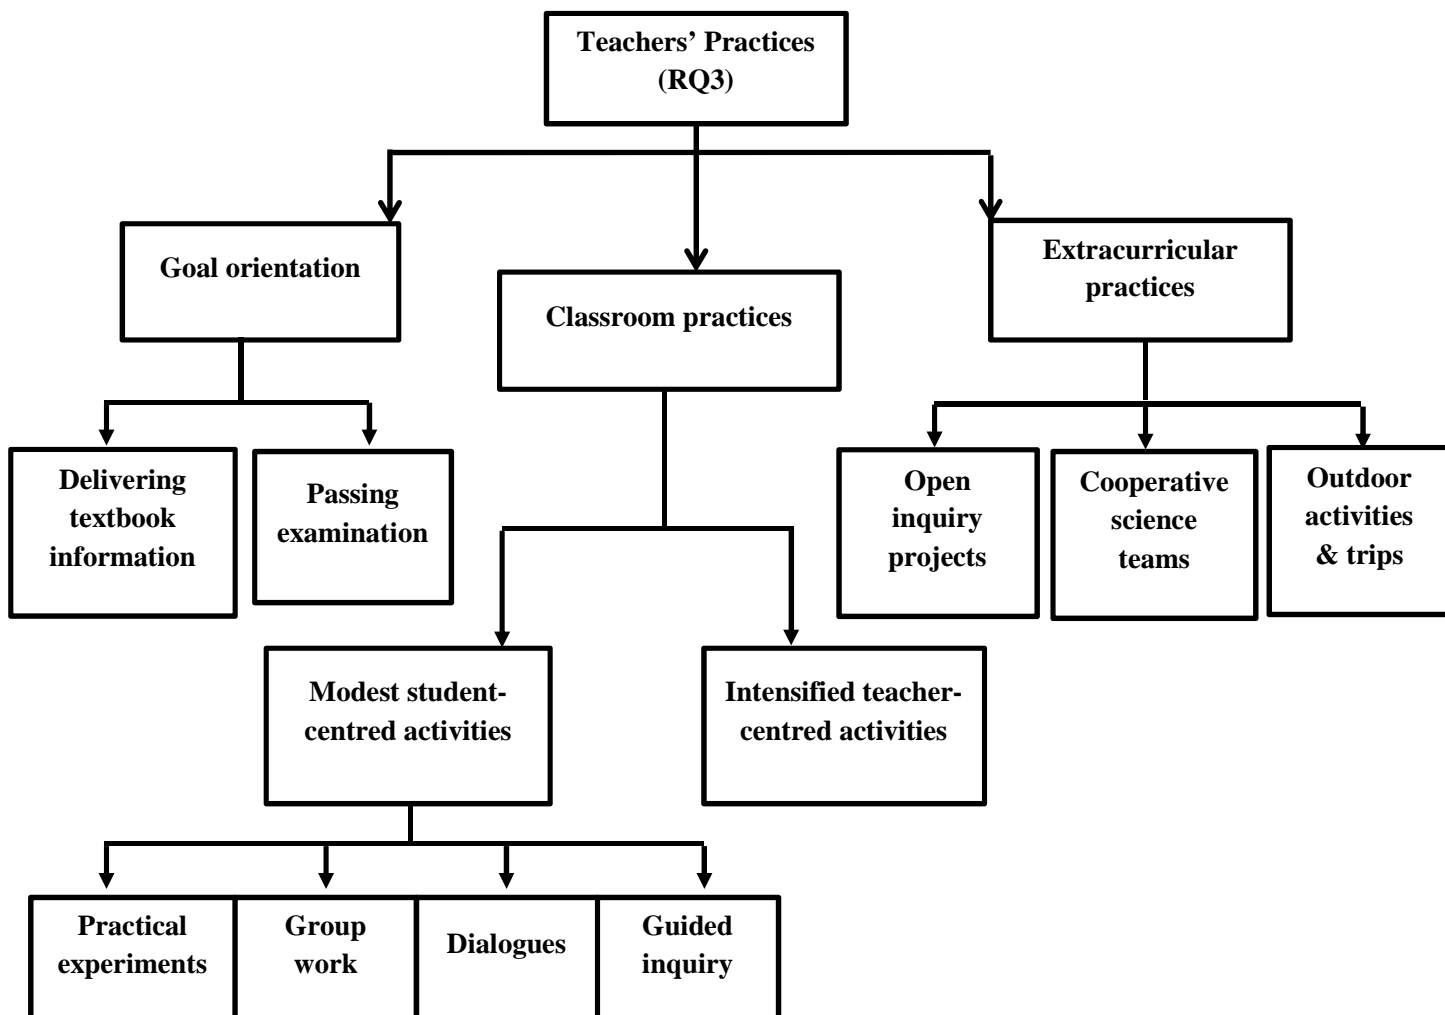 Teachers’ Practices
(RQ3)
Goal orientation
Classroom practices
Extracurricular
practices
Delivering
textbook
information
Passing
examination
Open
inquiry
projects
Cooperative
science
teams
Outdoor
activities
& trips
Modest student-
centred activities
Intensified teacher-
centred activities
Practical
experiments
Group
work
Dialogues
Guided
inquiry